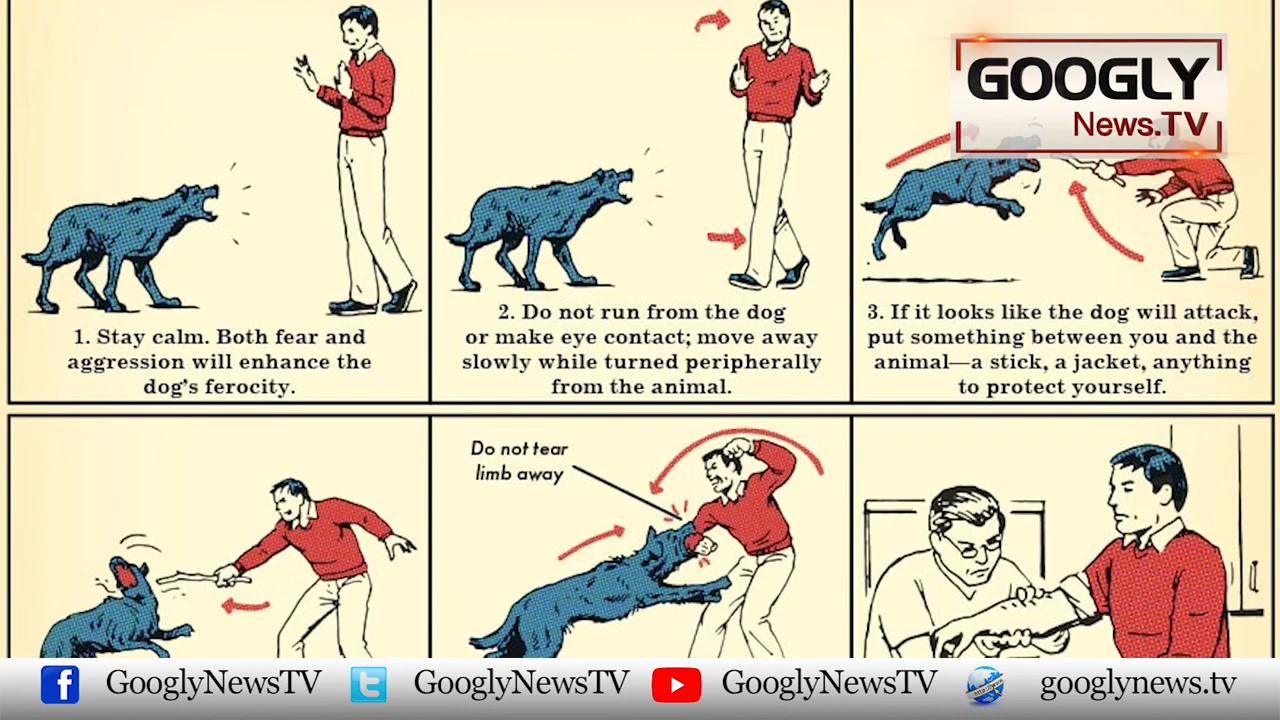 GOOGLY
News.TV
1. Stay calm. Both fear and
aggression will enhance the
dog's ferocity.
2. Do not run from the dog
or make eye contact; move away
slowly while turned peripherally
from the animal.
3. If it looks like the dog will attack,
put something between you and the
animal—a stick, a jacket, anything
to protect yourself.
Do not tear
limb away
GooglyNewsTV
GooglyNewsTV
GooglyNewsTV
googlynews.tv